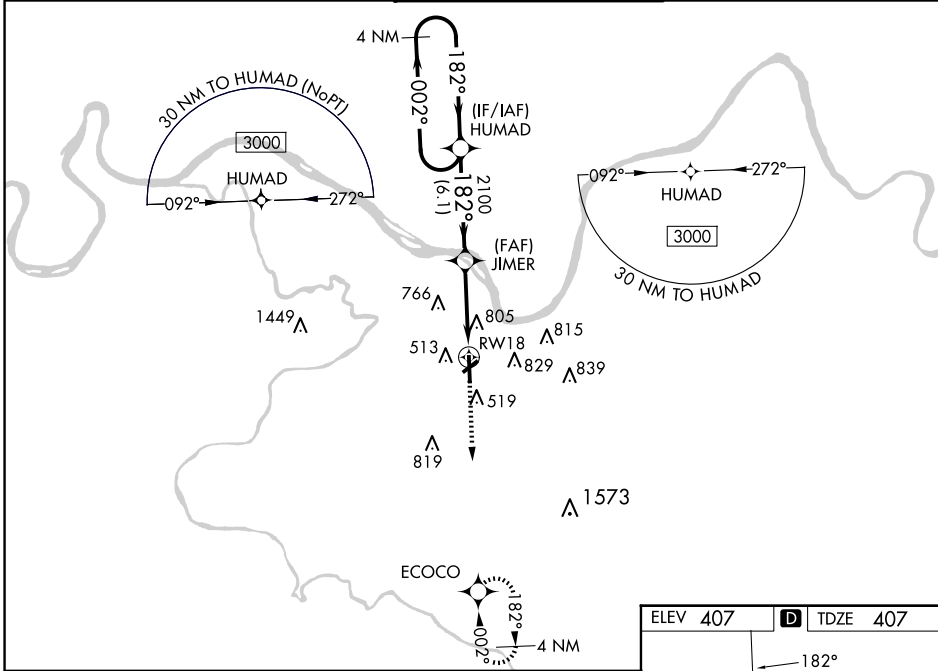 4 NM
182°
002°
30 NM TO HUMAD (NoPT)
3000
HUMAD
092°
272°
(IF/IAF)
HUMAD
2100
182°
(6.1)
092°
272°
HUMAD
3000
30 NM TO HUMAD
(FAF)
JIMER
766
805
1449
815
513
RW18
829
839
519
819
1573
ECOCO
182°
002°
4 NM
ELEV 407
D
TDZE 407
182°